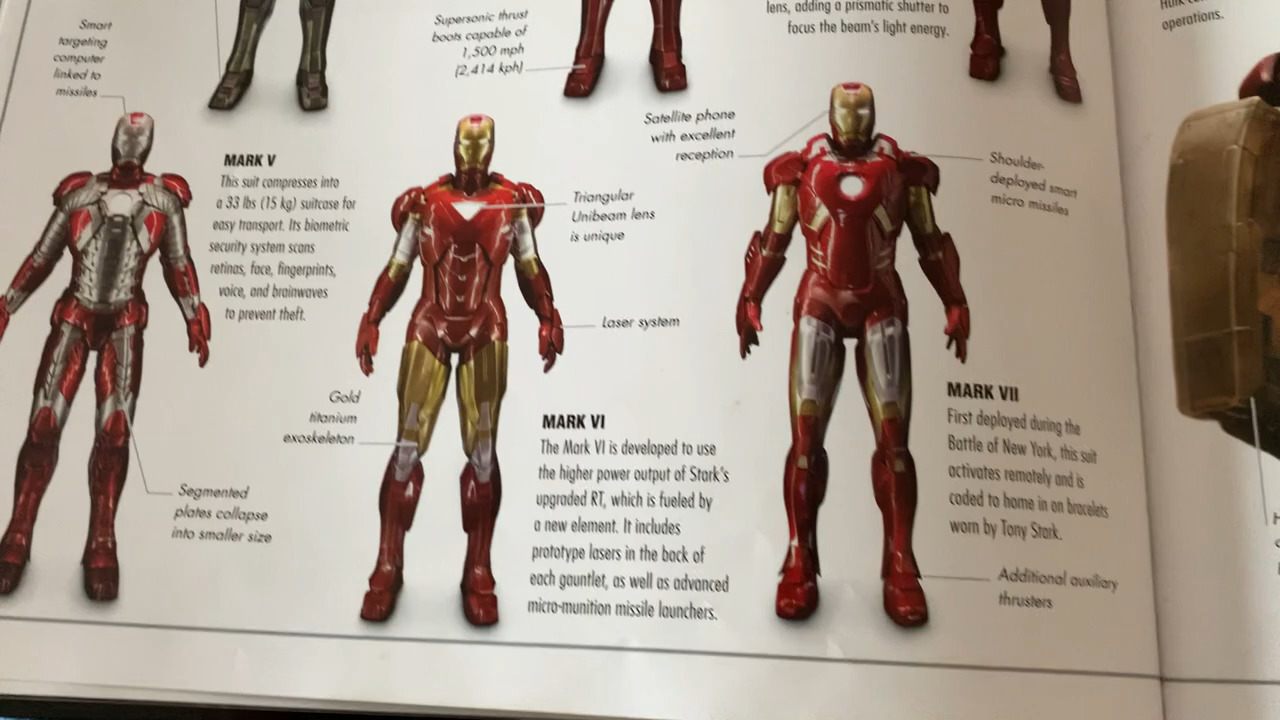 Smart
targeting
computer
linked to
missiles
Supersonic thrust
boots capable of
1,500 mph
(2,414 kph)
lens, adding a prismatic shutter to
focus the beam's light energy.
operations.
MARK V
This suit compresses into
a 33 lbs (15 kg) suitcase for
easy transport. Its biometric
security system scans
retinas, face, fingerprints,
voice, and brainwaves
to prevent theft.
Segmented
plates collapse
into smaller size
Triangular
Unibeam lens
is unique
Laser system
Gold
titanium
exoskeleton
MARK VI
The Mark VI is developed to use
the higher power output of Stark's
upgraded RT, which is fueled by
a new element. It includes
prototype lasers in the back of
each gauntlet, as well as advanced
micro-munition missile launchers.
Satellite phone
with excellent
reception
Shoulder-
deployed smart
micro missiles
MARK VII
First deployed during the
Battle of New York, this suit
activates remotely and is
coded to home in on bracelets
worn by Tony Stark.
Additional auxiliary
thrusters